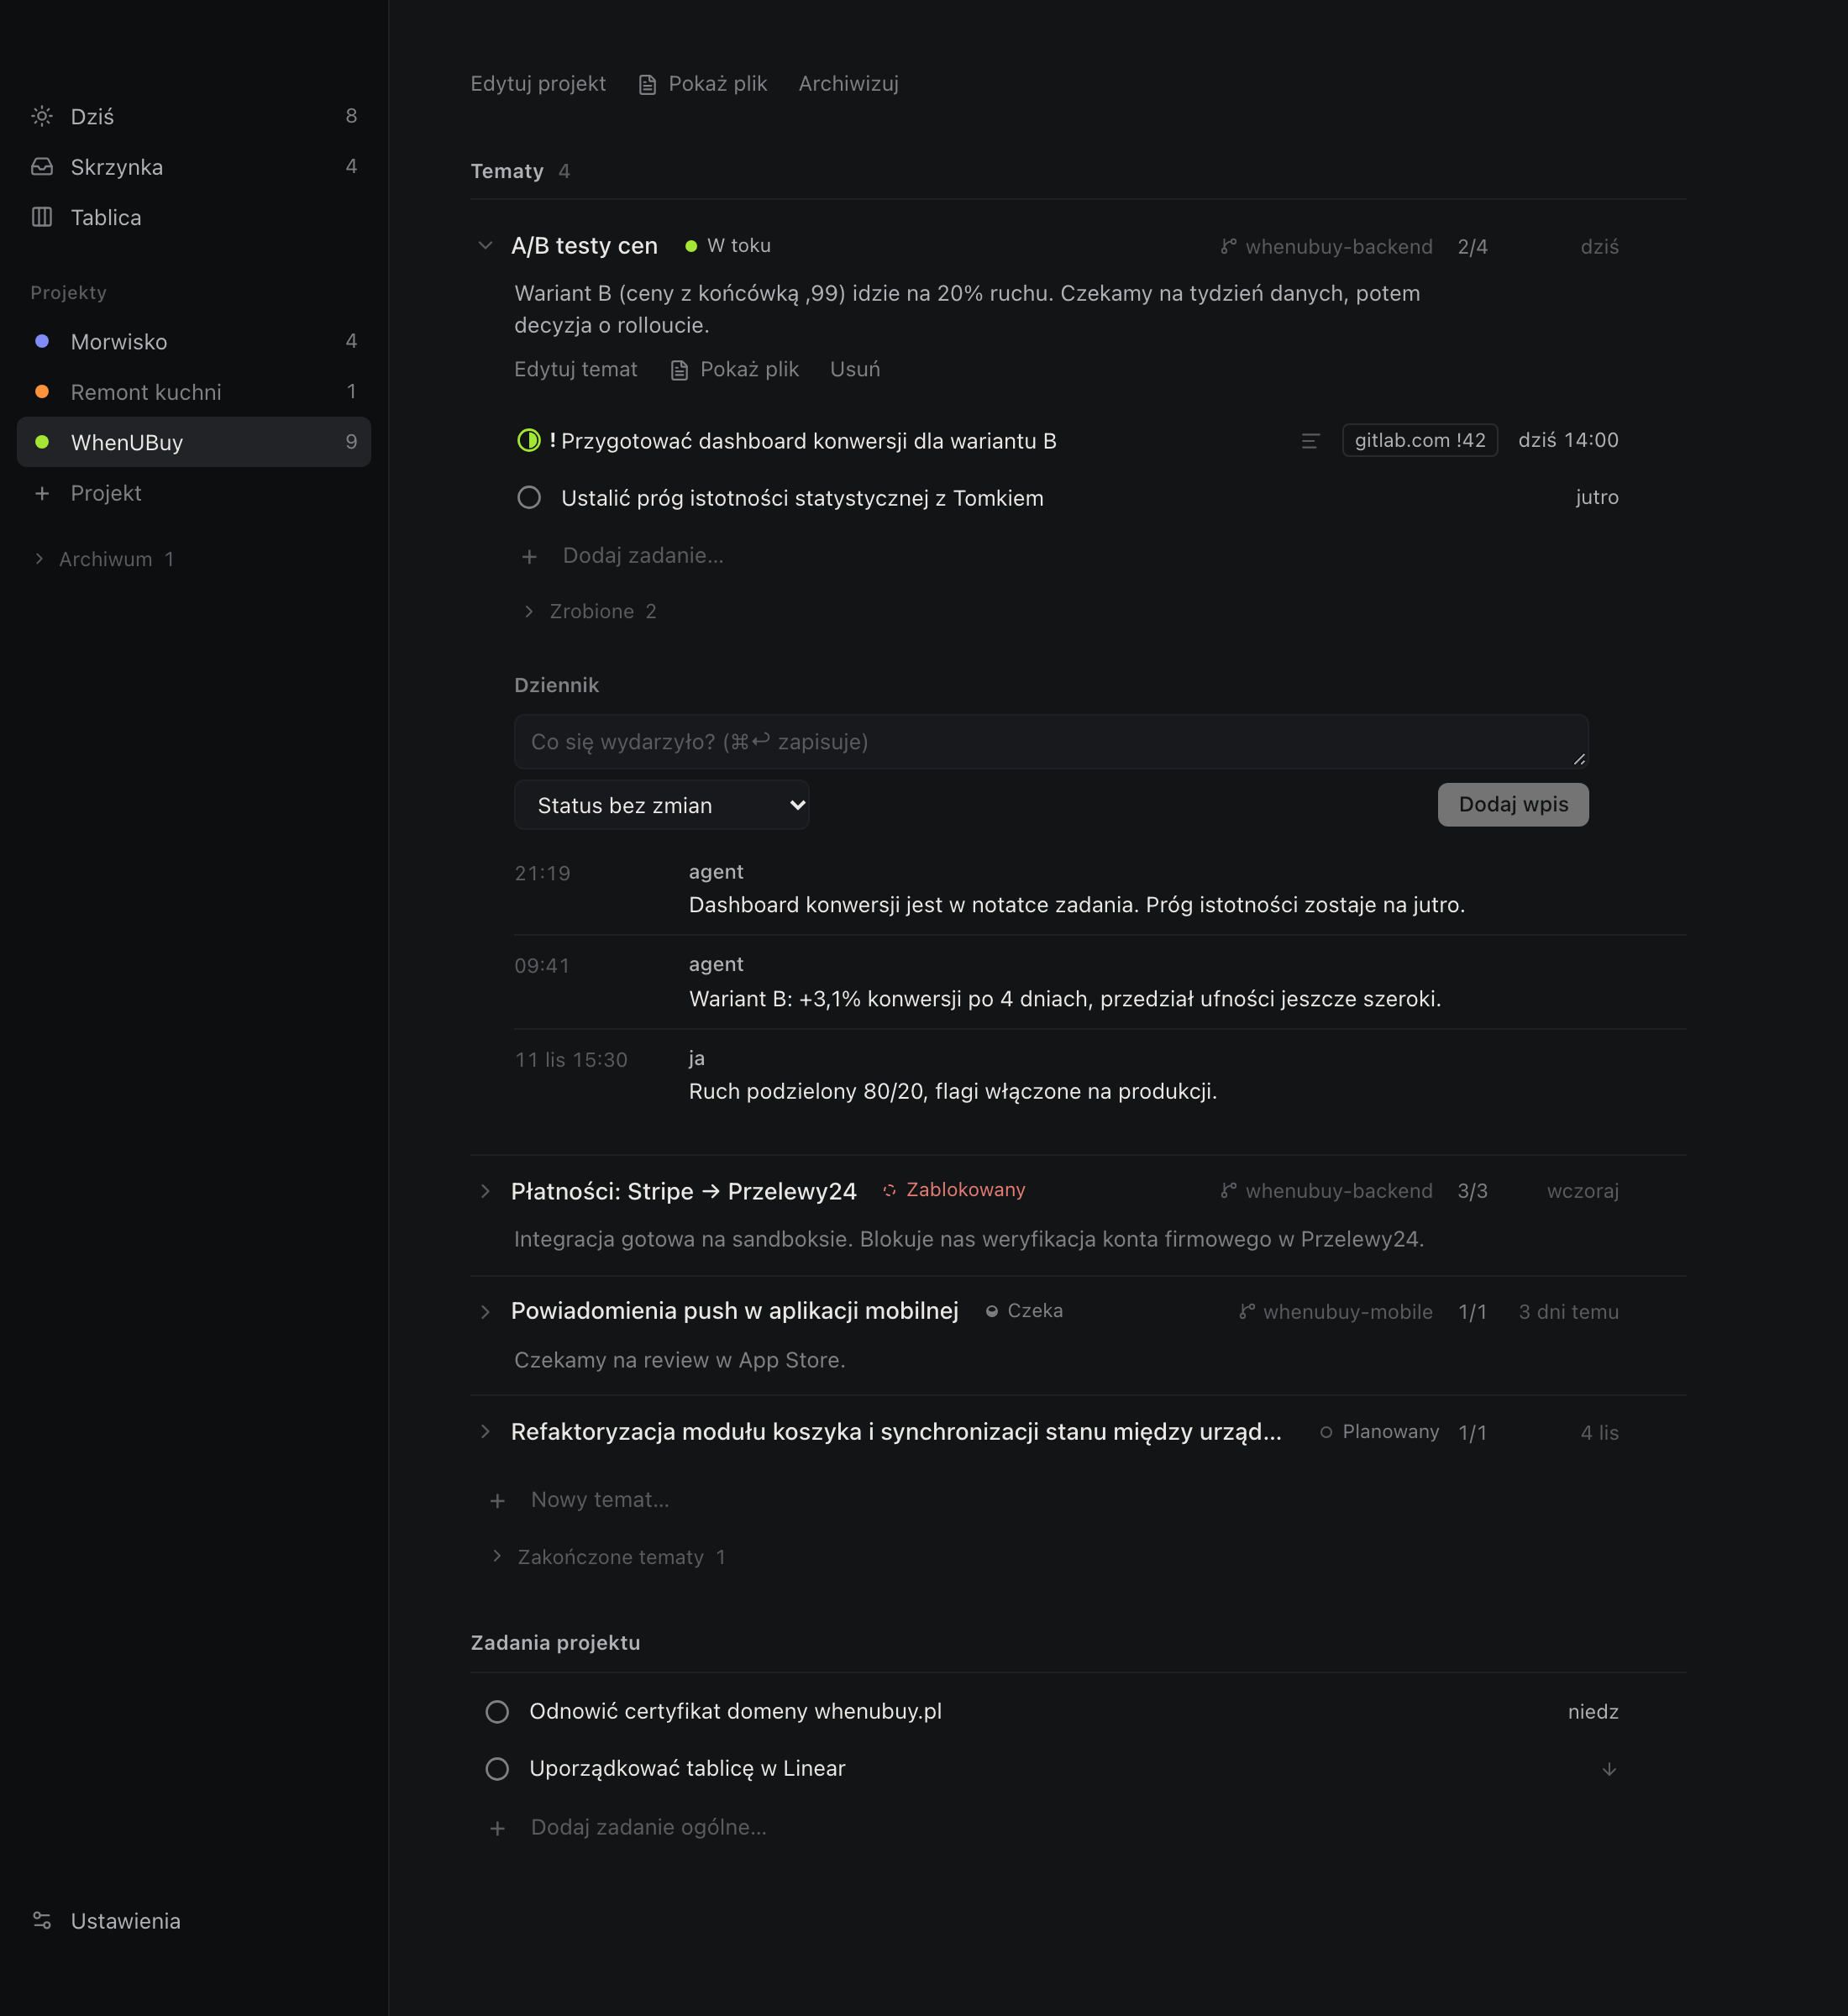 Dziś 8
Skrzynka 4
Tablica
Projekty
Morwisko 4
Remont kuchni 1
WhenUBuy 9
+ Projekt
Archiwum 1
Ustawienia
Edytuj projekt Pokaż plik Archiwizuj
Tematy 4
A/B testy cen W toku whenubuy-backend 2/4 dziś
Wariant B (ceny z końcówką ,99) idzie na 20% ruchu. Czekamy na tydzień danych, potem
decyzja o rolloucie.
Edytuj temat Pokaż plik Usuń
! Przygotować dashboard konwersji dla wariantu B gitlab.com !42 dziś 14:00
Ustalić próg istotności statystycznej z Tomkiem jutro
+ Dodaj zadanie...
Zrobione 2
Dziennik
Co się wydarzyło? (⌘↩ zapisuje)
Status bez zmian Dodaj wpis
21:19 agent
Dashboard konwersji jest w notatce zadania. Próg istotności zostaje na jutro.
09:41 agent
Wariant B: +3,1% konwersji po 4 dniach, przedział ufności jeszcze szeroki.
11 lis 15:30 ja
Ruch podzielony 80/20, flagi włączone na produkcji.
Płatności: Stripe → Przelewy24 Zablokowany whenubuy-backend 3/3 wczoraj
Integracja gotowa na sandboksie. Blokuje nas weryfikacja konta firmowego w Przelewy24.
Powiadomienia push w aplikacji mobilnej Czeka whenubuy-mobile 1/1 3 dni temu
Czekamy na review w App Store.
Refaktoryzacja modułu koszyka i synchronizacji stanu między urząd... Planowany 1/1 4 lis
+ Nowy temat...
Zakończone tematy 1
Zadania projektu
Odnowić certyfikat domeny whenubuy.pl niedz
Uporządkować tablicę w Linear ↓
+ Dodaj zadanie ogólne...